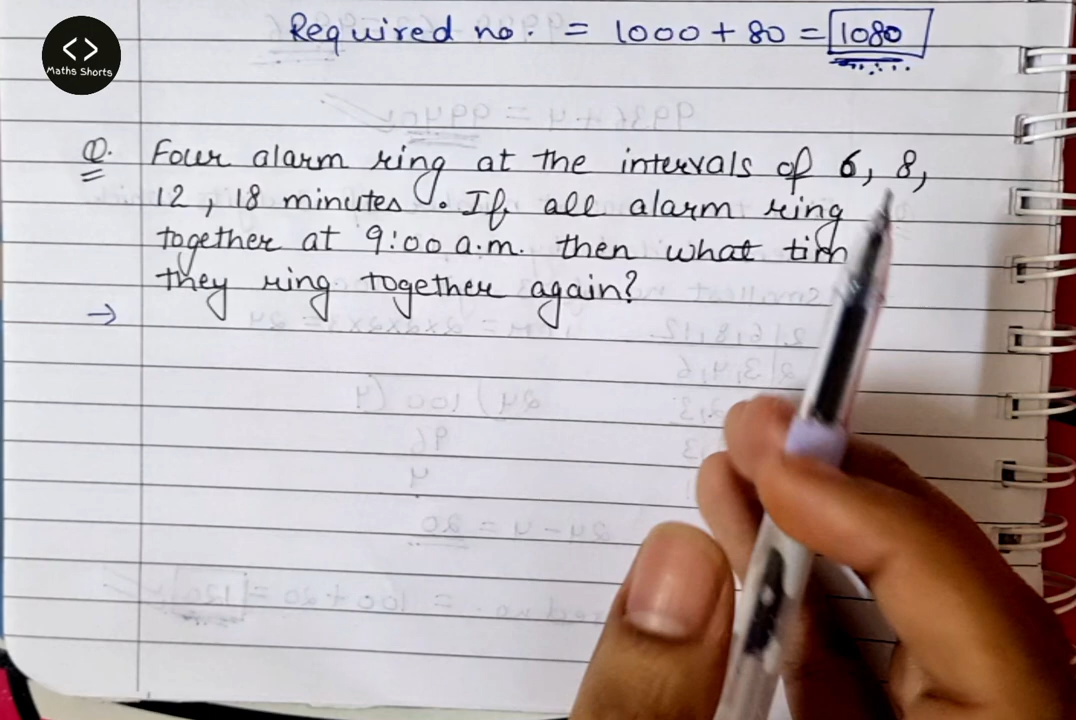 Required no. = 1000 + 80 = 1080
<> Maths Shorts
Q. Four alarm ring at the intervals of 6, 8,
12, 18 minutes. If all alarm ring
together at 9:00 a.m. then what
they ring together again?
→